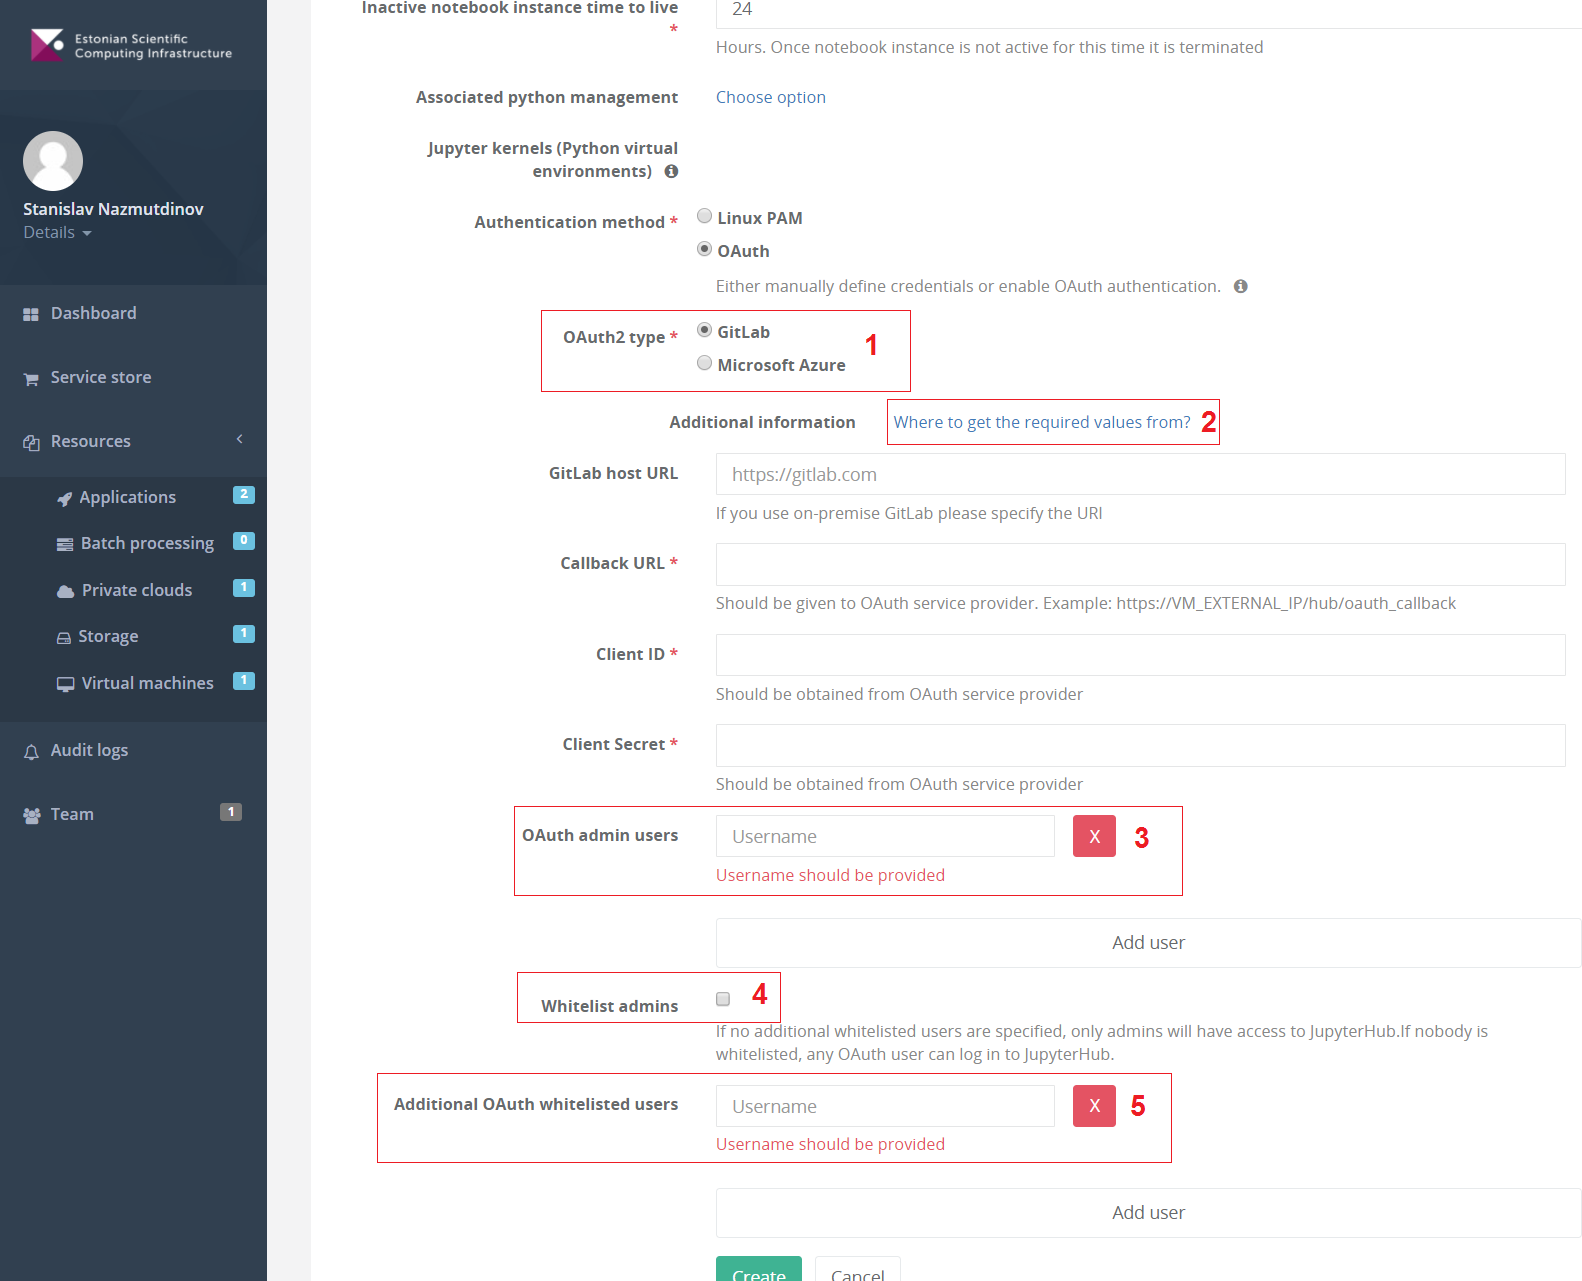 Estonian Scientific
Computing Infrastructure
Stanislav Nazmutdinov
Details
Dashboard
Service store
Resources
Applications 2
Batch processing 0
Private clouds 1
Storage 1
Virtual machines 1
Audit logs
Team 1
Inactive notebook instance time to live
*
24
Hours. Once notebook instance is not active for this time it is terminated
Associated python management
Choose option
Jupyter kernels (Python virtual
environments)
Authentication method *
Linux PAM
OAuth
Either manually define credentials or enable OAuth authentication.
OAuth2 type *
GitLab
Microsoft Azure
1
Additional information
Where to get the required values from? 2
GitLab host URL
https://gitlab.com
If you use on-premise GitLab please specify the URI
Callback URL *
Should be given to OAuth service provider. Example: https://VM_EXTERNAL_IP/hub/oauth_callback
Client ID *
Should be obtained from OAuth service provider
Client Secret *
Should be obtained from OAuth service provider
OAuth admin users
Username
X
3
Username should be provided
Add user
Whitelist admins
4
If no additional whitelisted users are specified, only admins will have access to JupyterHub.If nobody is
whitelisted, any OAuth user can log in to JupyterHub.
Additional OAuth whitelisted users
Username
X
5
Username should be provided
Add user
Create
Cancel